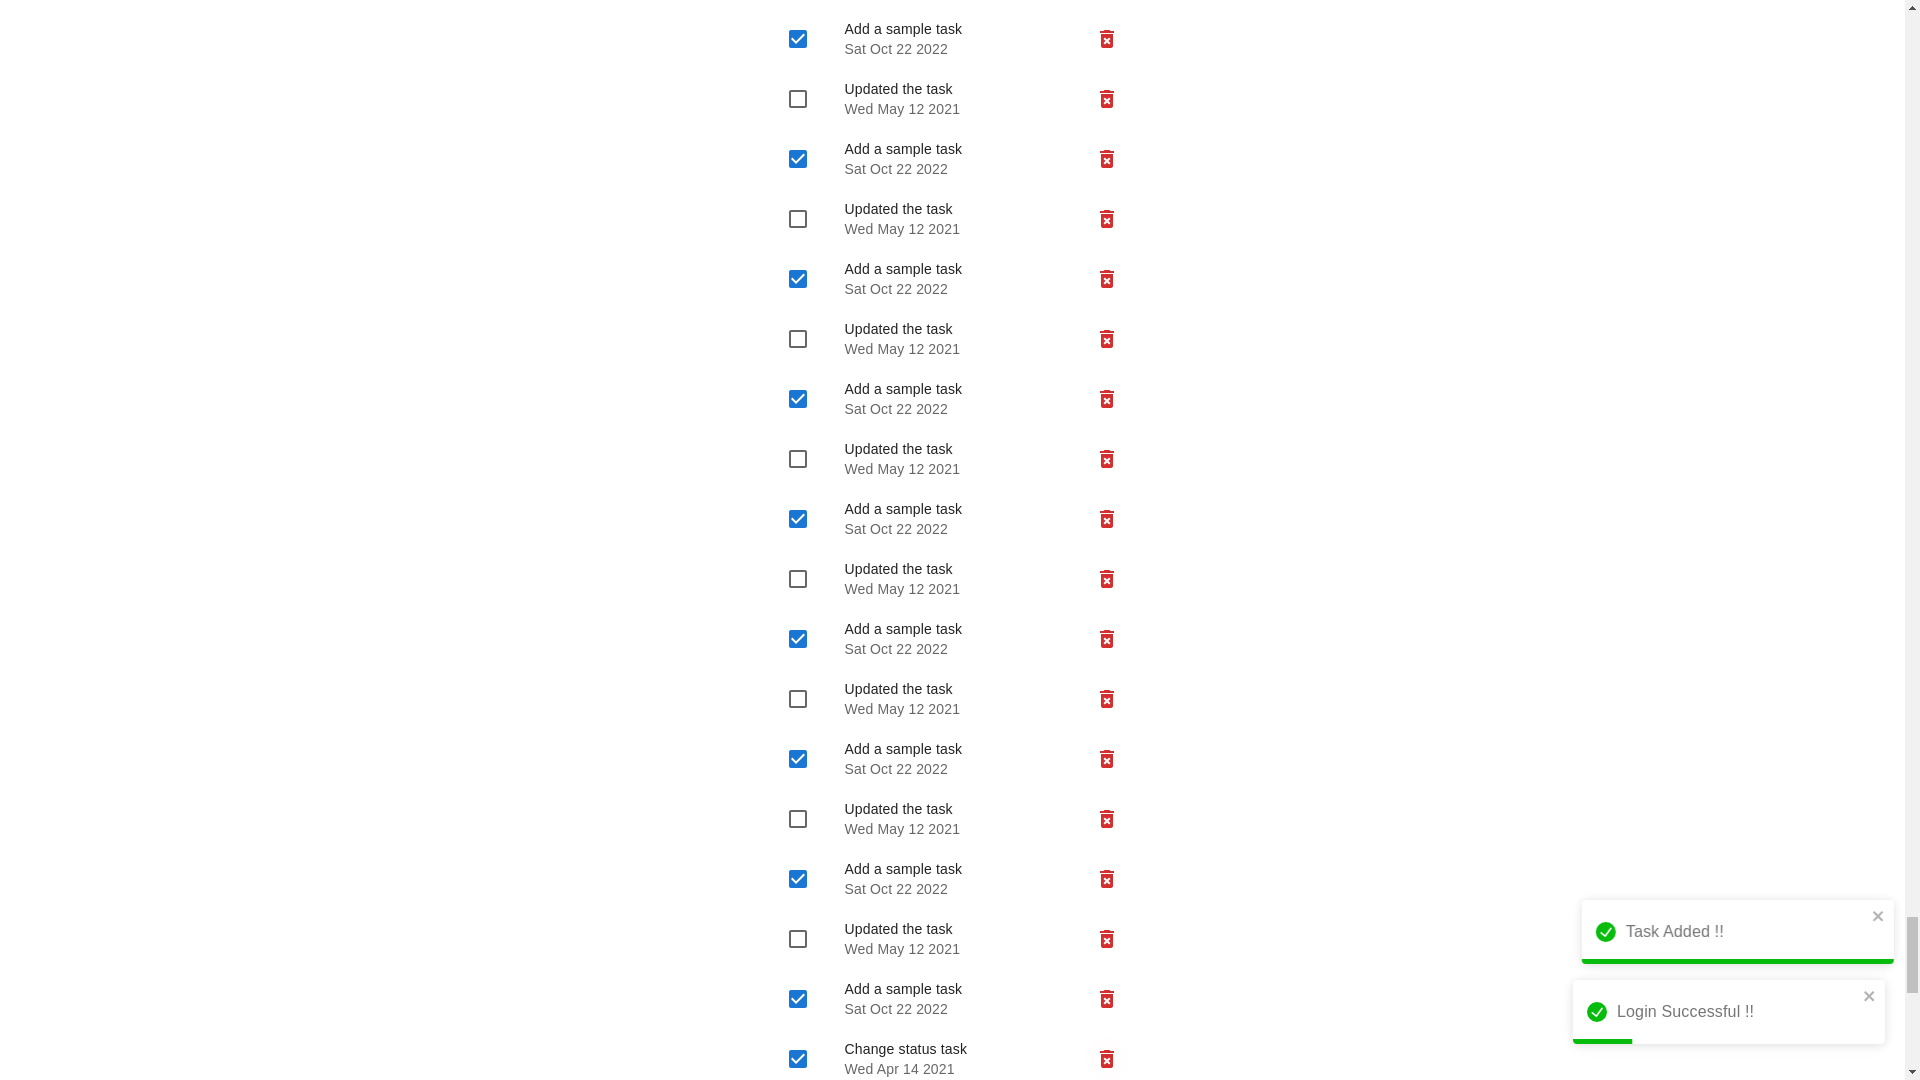 Add a sample task
Sat Oct 22 2022
Updated the task
Wed May 12 2021
Add a sample task
Sat Oct 22 2022
Updated the task
Wed May 12 2021
Add a sample task
Sat Oct 22 2022
Updated the task
Wed May 12 2021
Add a sample task
Sat Oct 22 2022
Updated the task
Wed May 12 2021
Add a sample task
Sat Oct 22 2022
Updated the task
Wed May 12 2021
Add a sample task
Sat Oct 22 2022
Updated the task
Wed May 12 2021
Add a sample task
Sat Oct 22 2022
Updated the task
Wed May 12 2021
Add a sample task
Sat Oct 22 2022
Updated the task
Wed May 12 2021
Add a sample task
Sat Oct 22 2022
Change status task
Wed Apr 14 2021
Task Added !!
Login Successful !!